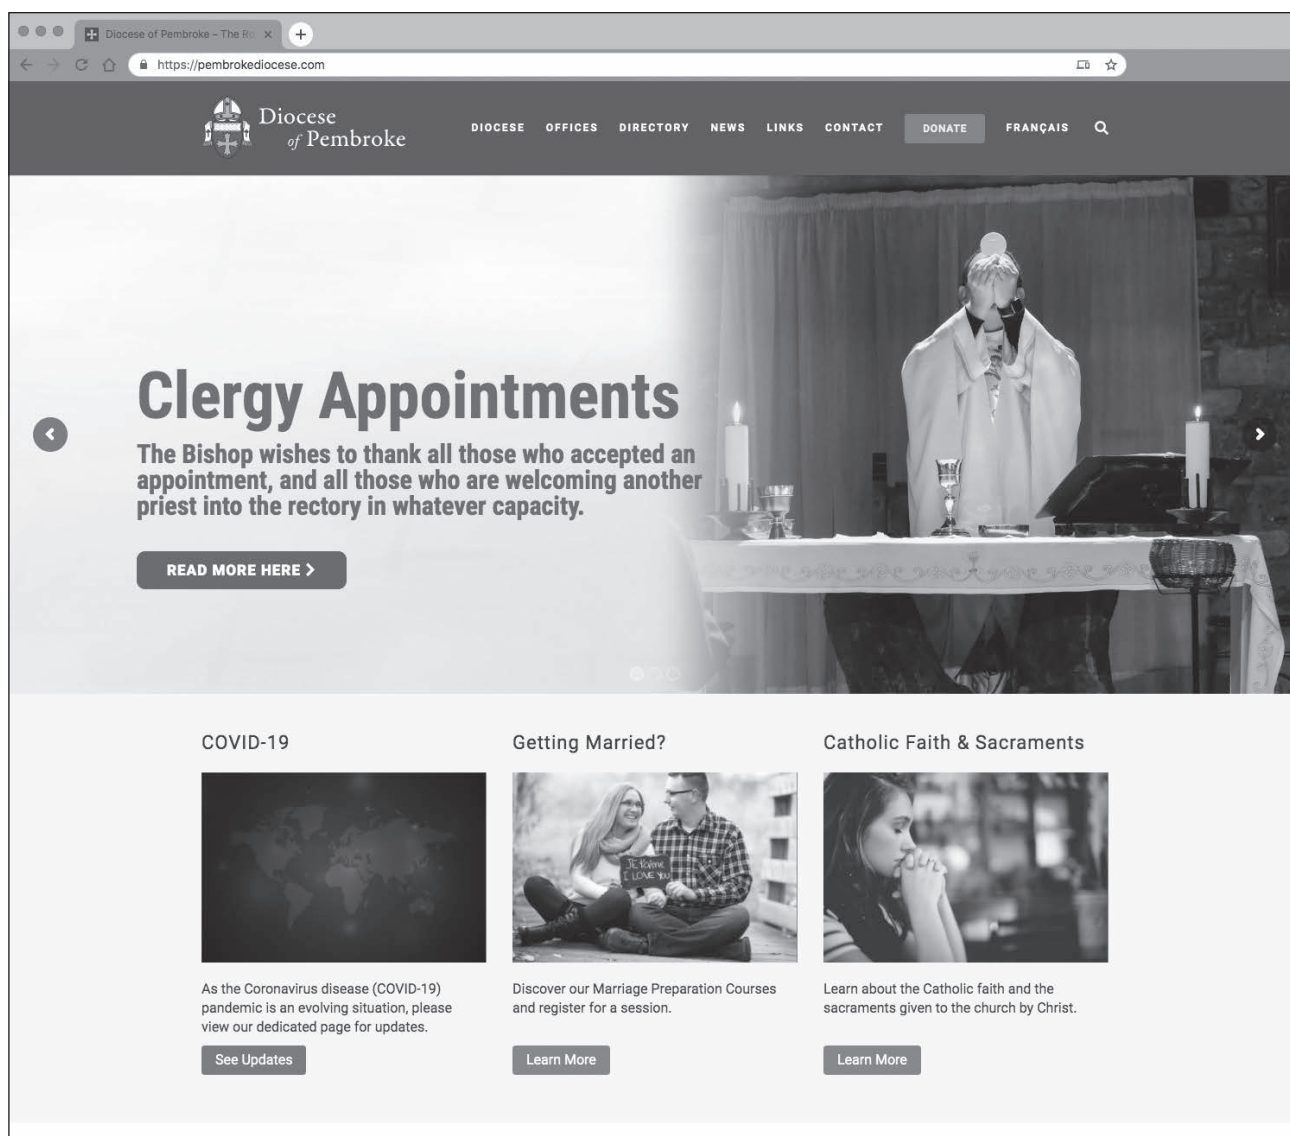 Diocese of Pembroke – The Ro
https://pembrokediocese.com
Diocese
of Pembroke
DIOCESE OFFICES DIRECTORY NEWS LINKS CONTACT DONATE FRANÇAIS
Clergy Appointments
The Bishop wishes to thank all those who accepted an
appointment, and all those who are welcoming another
priest into the rectory in whatever capacity.
READ MORE HERE
COVID-19
As the Coronavirus disease (COVID-19)
pandemic is an evolving situation, please
view our dedicated page for updates.
See Updates
Getting Married?
I LOVE YOU
Discover our Marriage Preparation Courses
and register for a session.
Learn More
Catholic Faith & Sacraments
Learn about the Catholic faith and the
sacraments given to the church by Christ.
Learn More